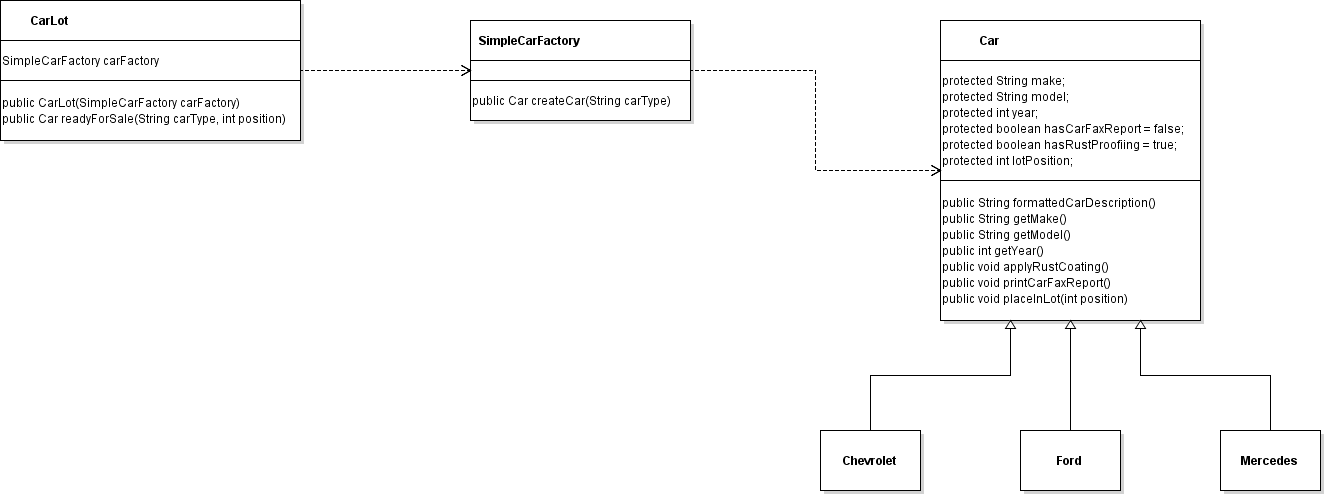 CarLot
SimpleCarFactory carFactory
public CarLot(SimpleCarFactory carFactory)
public Car readyForSale(String carType, int position)
SimpleCarFactory
public Car createCar(String carType)
Car
protected String make;
protected String model;
protected int year;
protected boolean hasCarFaxReport = false;
protected boolean hasRustProofiing = true;
protected int lotPosition;
public String formattedCarDescription()
public String getMake()
public String getModel()
public int getYear()
public void applyRustCoating()
public void printCarFaxReport()
public void placeInLot(int position)
Chevrolet
Ford
Mercedes